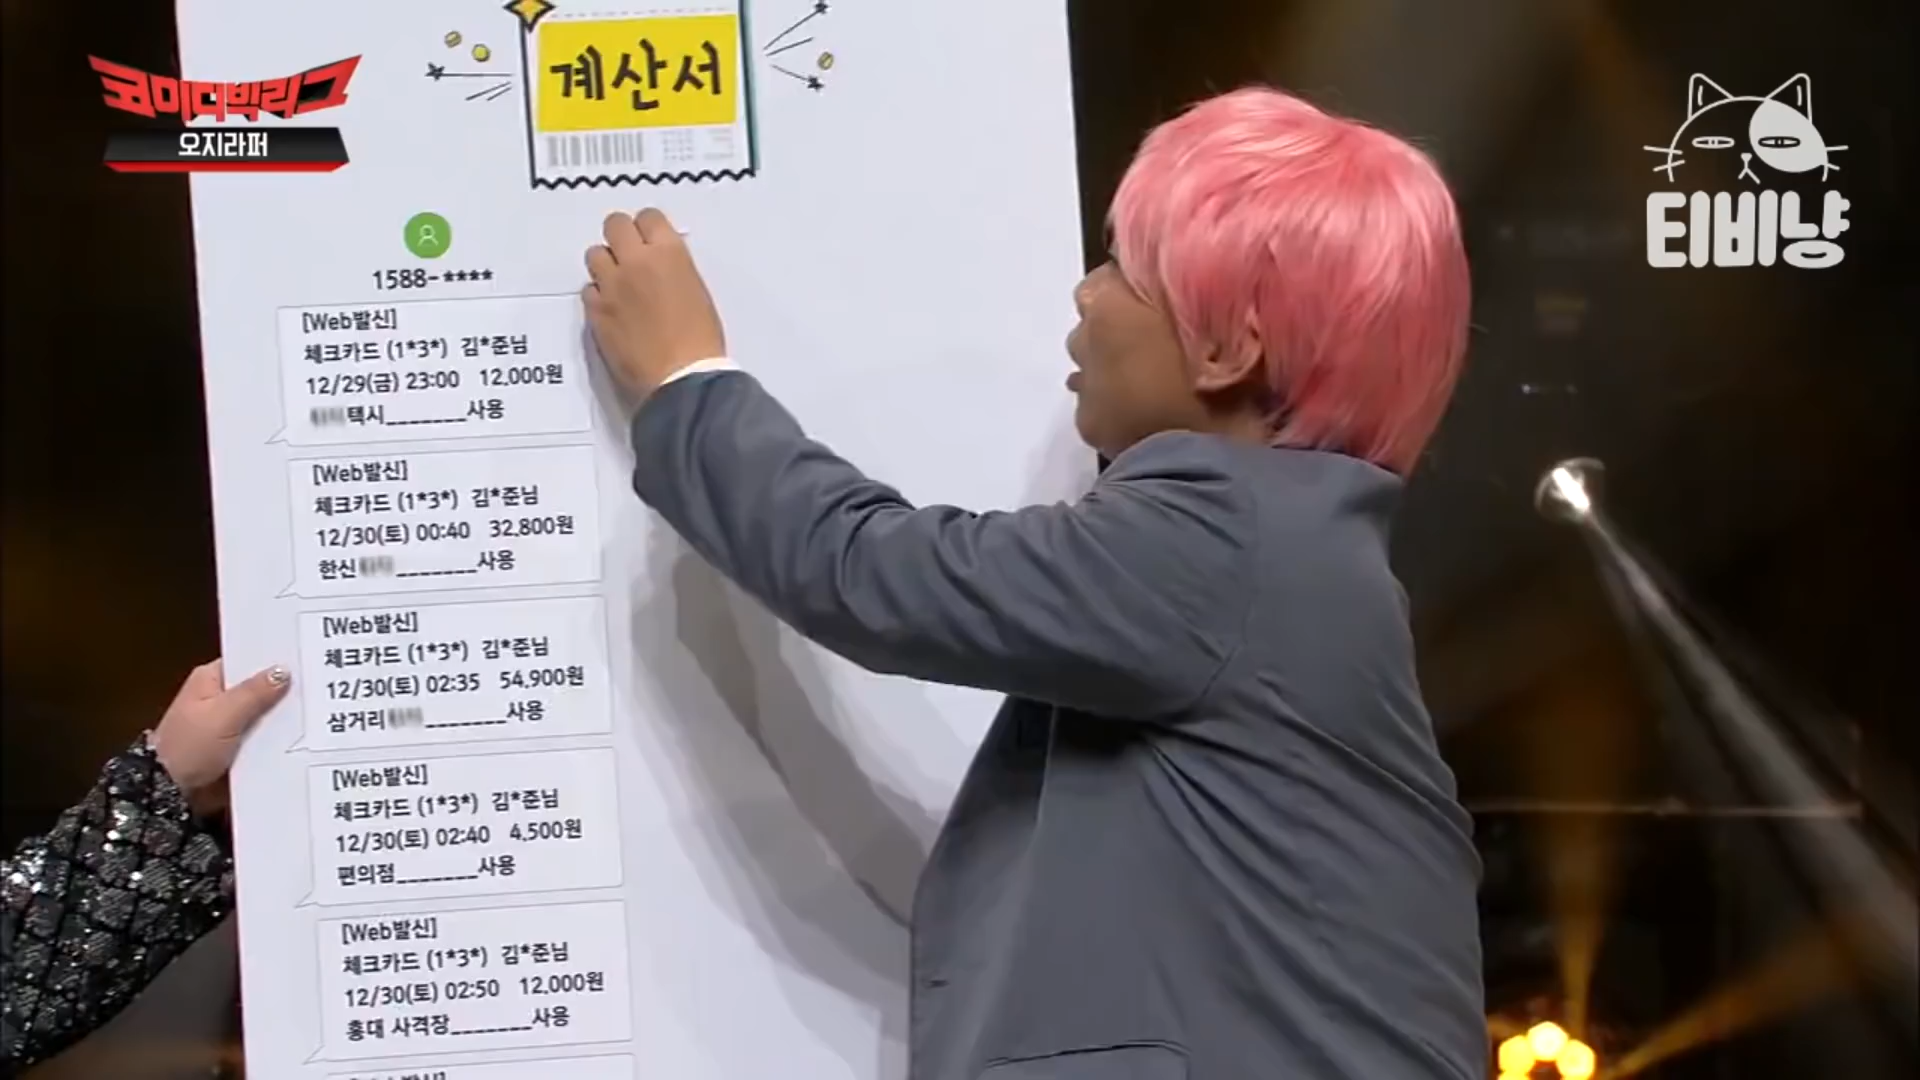 코미디빅리그
오지라퍼
계산서
티비냥
1588-****
[Web발신]
체크카드 (1*3*) 김*준님
12/29(금) 23:00 12,000원
택시_______사용
[Web발신]
체크카드 (1*3*) 김*준님
12/30(토) 00:40 32,800원
한신 _______사용
[Web발신]
체크카드 (1*3*) 김*준님
12/30(토) 02:35 54,900원
삼거리 _______사용
[Web발신]
체크카드 (1*3*) 김*준님
12/30(토) 02:40 4,500원
편의점_______사용
[Web발신]
체크카드 (1*3*) 김*준님
12/30(토) 02:50 12,000원
홍대 사격장_______사용